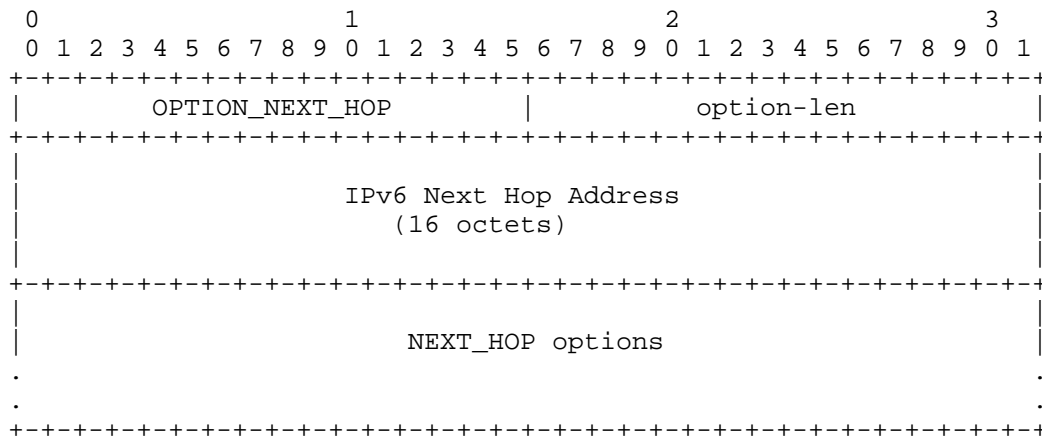 0                   1                   2                   3
 0 1 2 3 4 5 6 7 8 9 0 1 2 3 4 5 6 7 8 9 0 1 2 3 4 5 6 7 8 9 0 1
+-+-+-+-+-+-+-+-+-+-+-+-+-+-+-+-+-+-+-+-+-+-+-+-+-+-+-+-+-+-+-+-+
|        OPTION_NEXT_HOP        |          option-len           |
+-+-+-+-+-+-+-+-+-+-+-+-+-+-+-+-+-+-+-+-+-+-+-+-+-+-+-+-+-+-+-+-+
|                                                               |
|                    IPv6 Next Hop Address                      |
|                       (16 octets)                             |
|                                                               |
+-+-+-+-+-+-+-+-+-+-+-+-+-+-+-+-+-+-+-+-+-+-+-+-+-+-+-+-+-+-+-+-+
|                                                               |
|                        NEXT_HOP options                       |
.                                                               .
.                                                               .
+-+-+-+-+-+-+-+-+-+-+-+-+-+-+-+-+-+-+-+-+-+-+-+-+-+-+-+-+-+-+-+-+